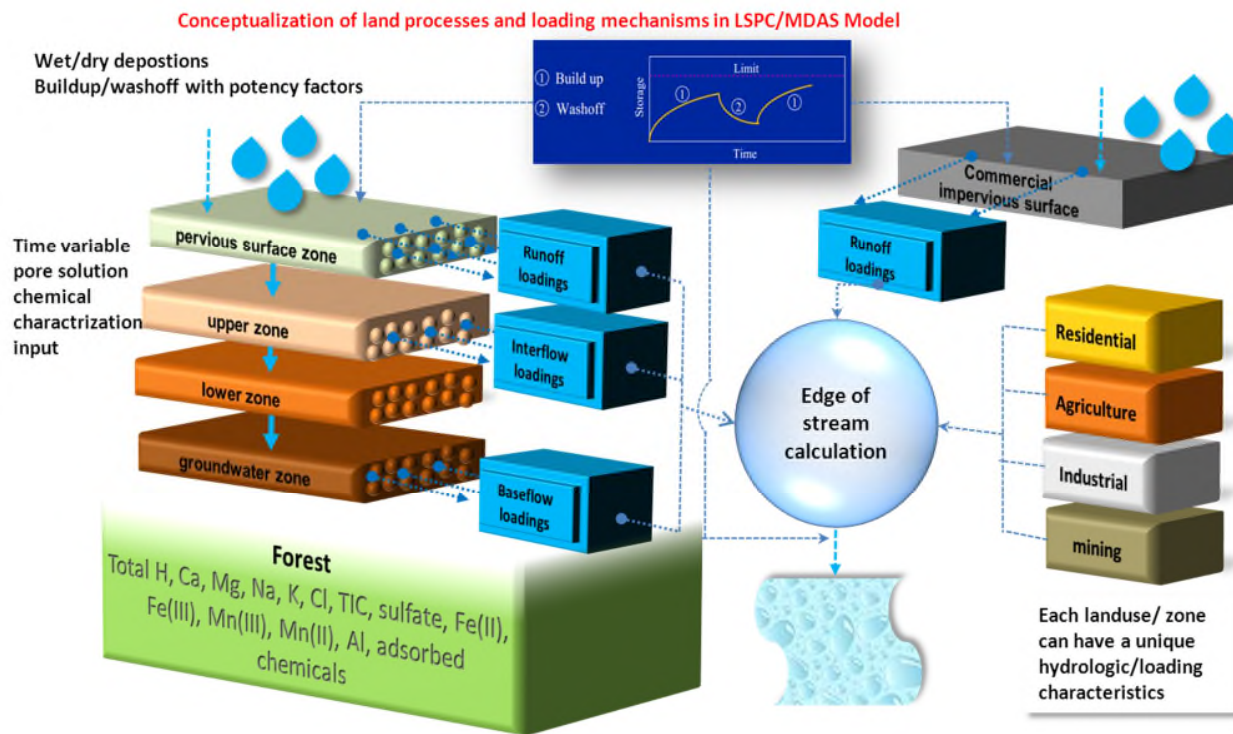 Conceptualization of land processes and loading mechanisms in LSPC/MDAS Model
Wet/dry depostions
Buildup/washoff with potency factors
① Build up
② Washoff
Storage
Limit
①
②
①
Time
Commercial
impervious surface
Runoff
loadings
Time variable
pore solution
chemical
charactrization
input
pervious surface zone
upper zone
lower zone
groundwater zone
Runoff
loadings
Interflow
loadings
Baseflow
loadings
Edge of
stream
calculation
Residential
Agriculture
Industrial
mining
Forest
Total H, Ca, Mg, Na, K, Cl, TIC, sulfate, Fe(II),
Fe(III), Mn(III), Mn(II), Al, adsorbed
chemicals
Each landuse/ zone
can have a unique
hydrologic/loading
characteristics